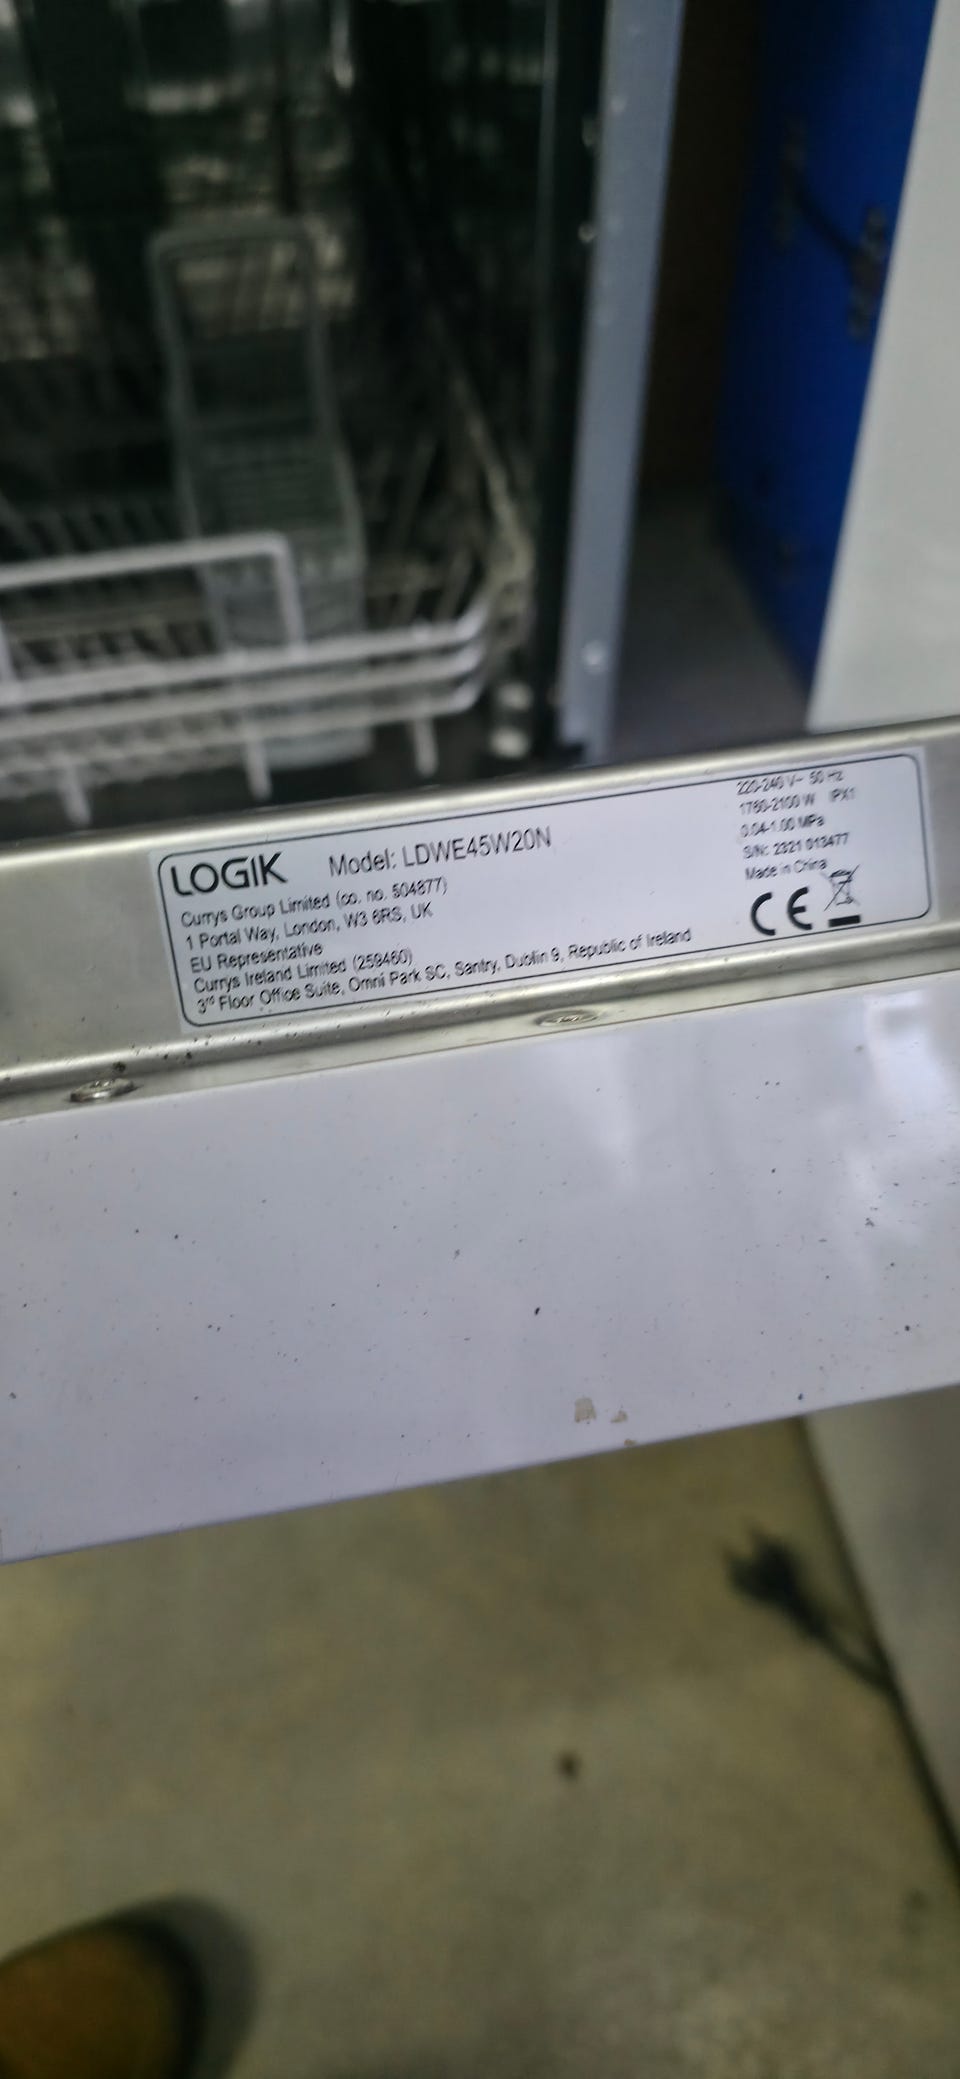 LOGIK Model: LDWE45W20N
Currys Group Limited (co. no. 504877)
1 Portal Way, London, W3 6RS, UK
EU Representative
Currys Ireland Limited (259460)
3rd Floor Office Suite, Omni Park SC, Santry, Dublin 9, Republic of Ireland
220-240 V~ 50 Hz
1760-2100 W IPX1
0.04-1.00 MPa
S/N: 2321 013477
Made in China
CE